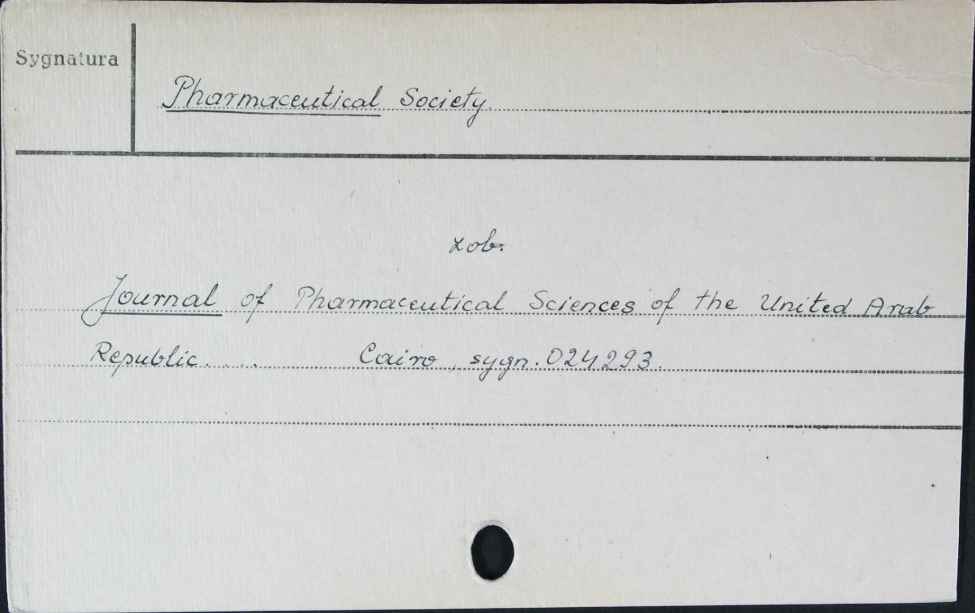 Sygnatura
Pharmaceutical Society.
zob.
Journal of Pharmaceutical Sciences of the United Arab
Republic.... Cairo, sygn. 024293.